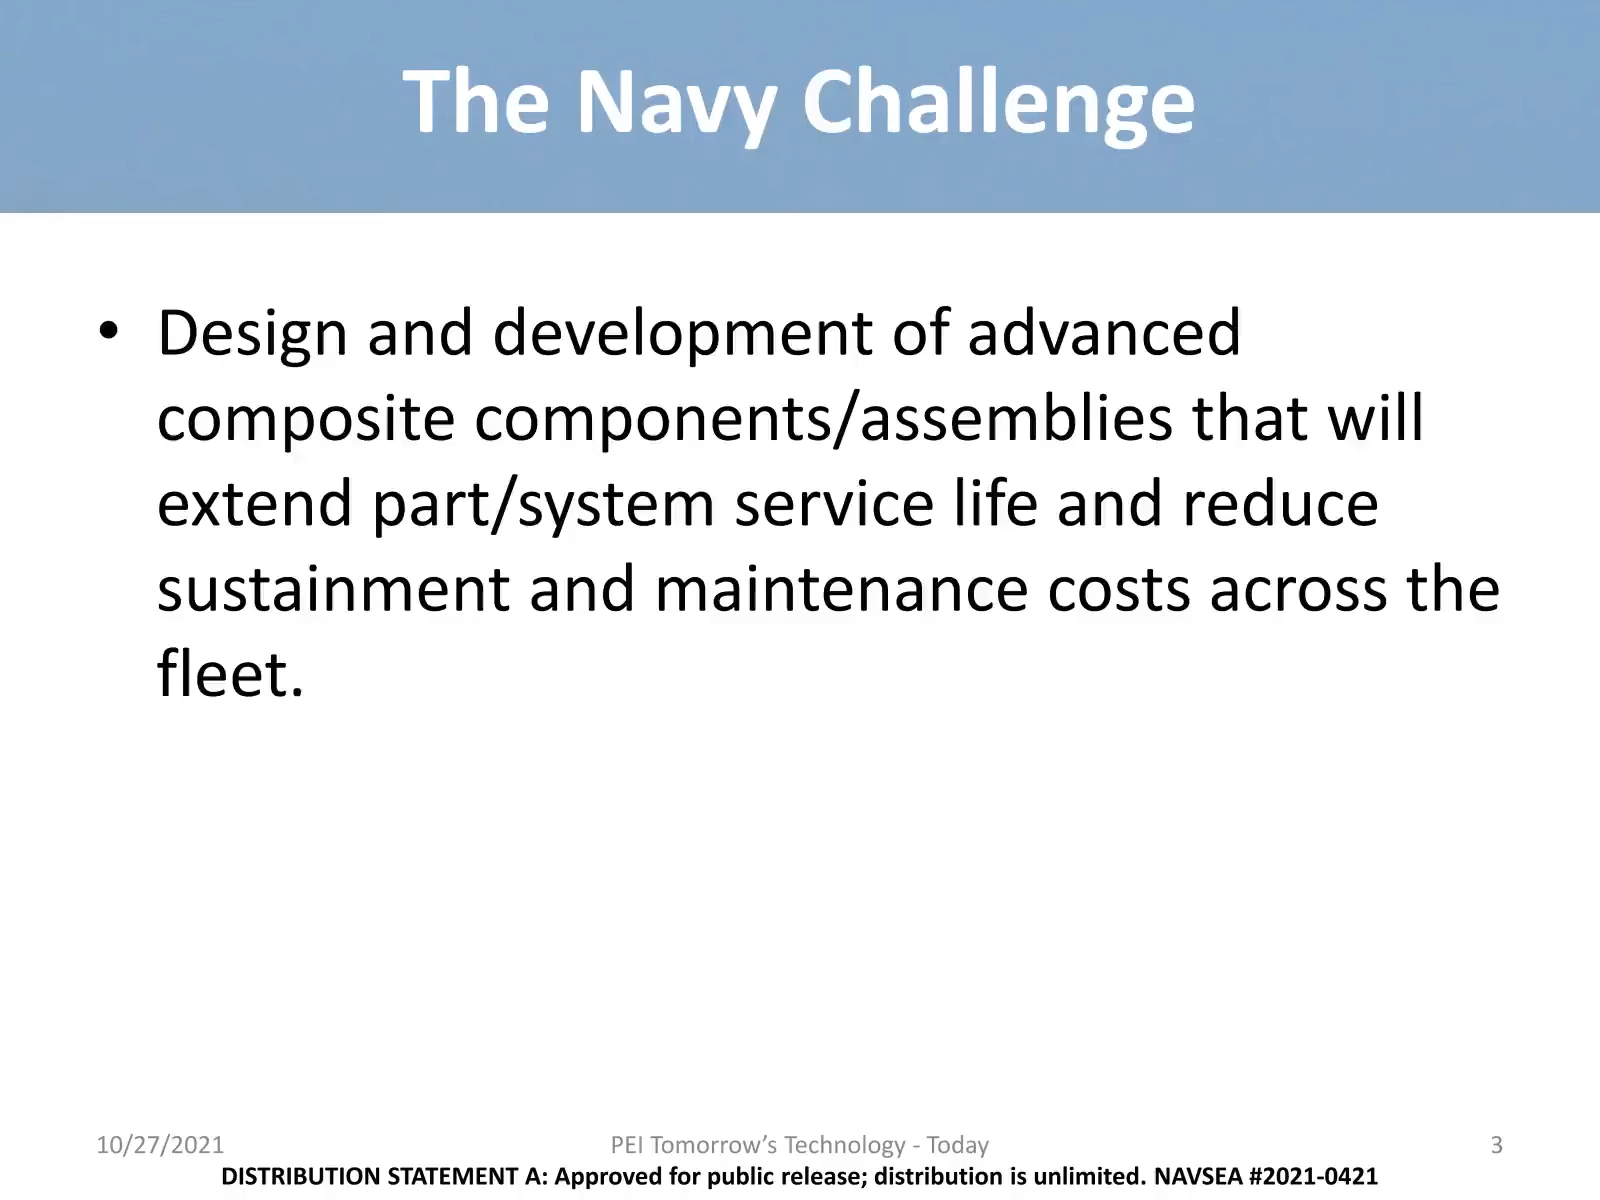 The Navy Challenge
• Design and development of advanced
composite components/assemblies that will
extend part/system service life and reduce
sustainment and maintenance costs across the
fleet.
10/27/2021
PEI Tomorrow’s Technology - Today
3
DISTRIBUTION STATEMENT A: Approved for public release; distribution is unlimited. NAVSEA #2021-0421